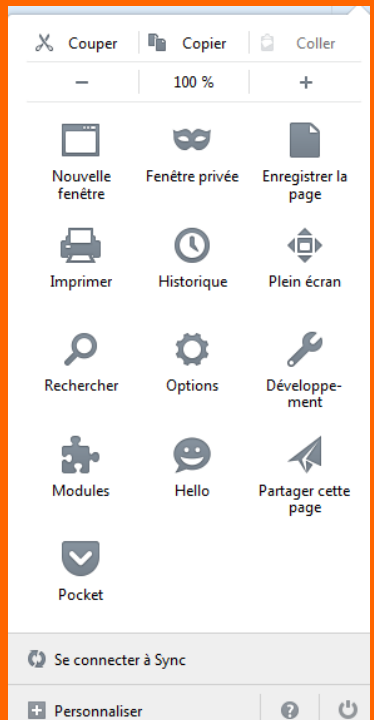 Couper Copier Coller
− 100 % +
Nouvelle fenêtre
Fenêtre privée
Enregistrer la page
Imprimer Historique Plein écran
Rechercher Options
Développe-
ment
Modules Hello
Partager cette
page
Pocket
Se connecter à Sync
Personnaliser